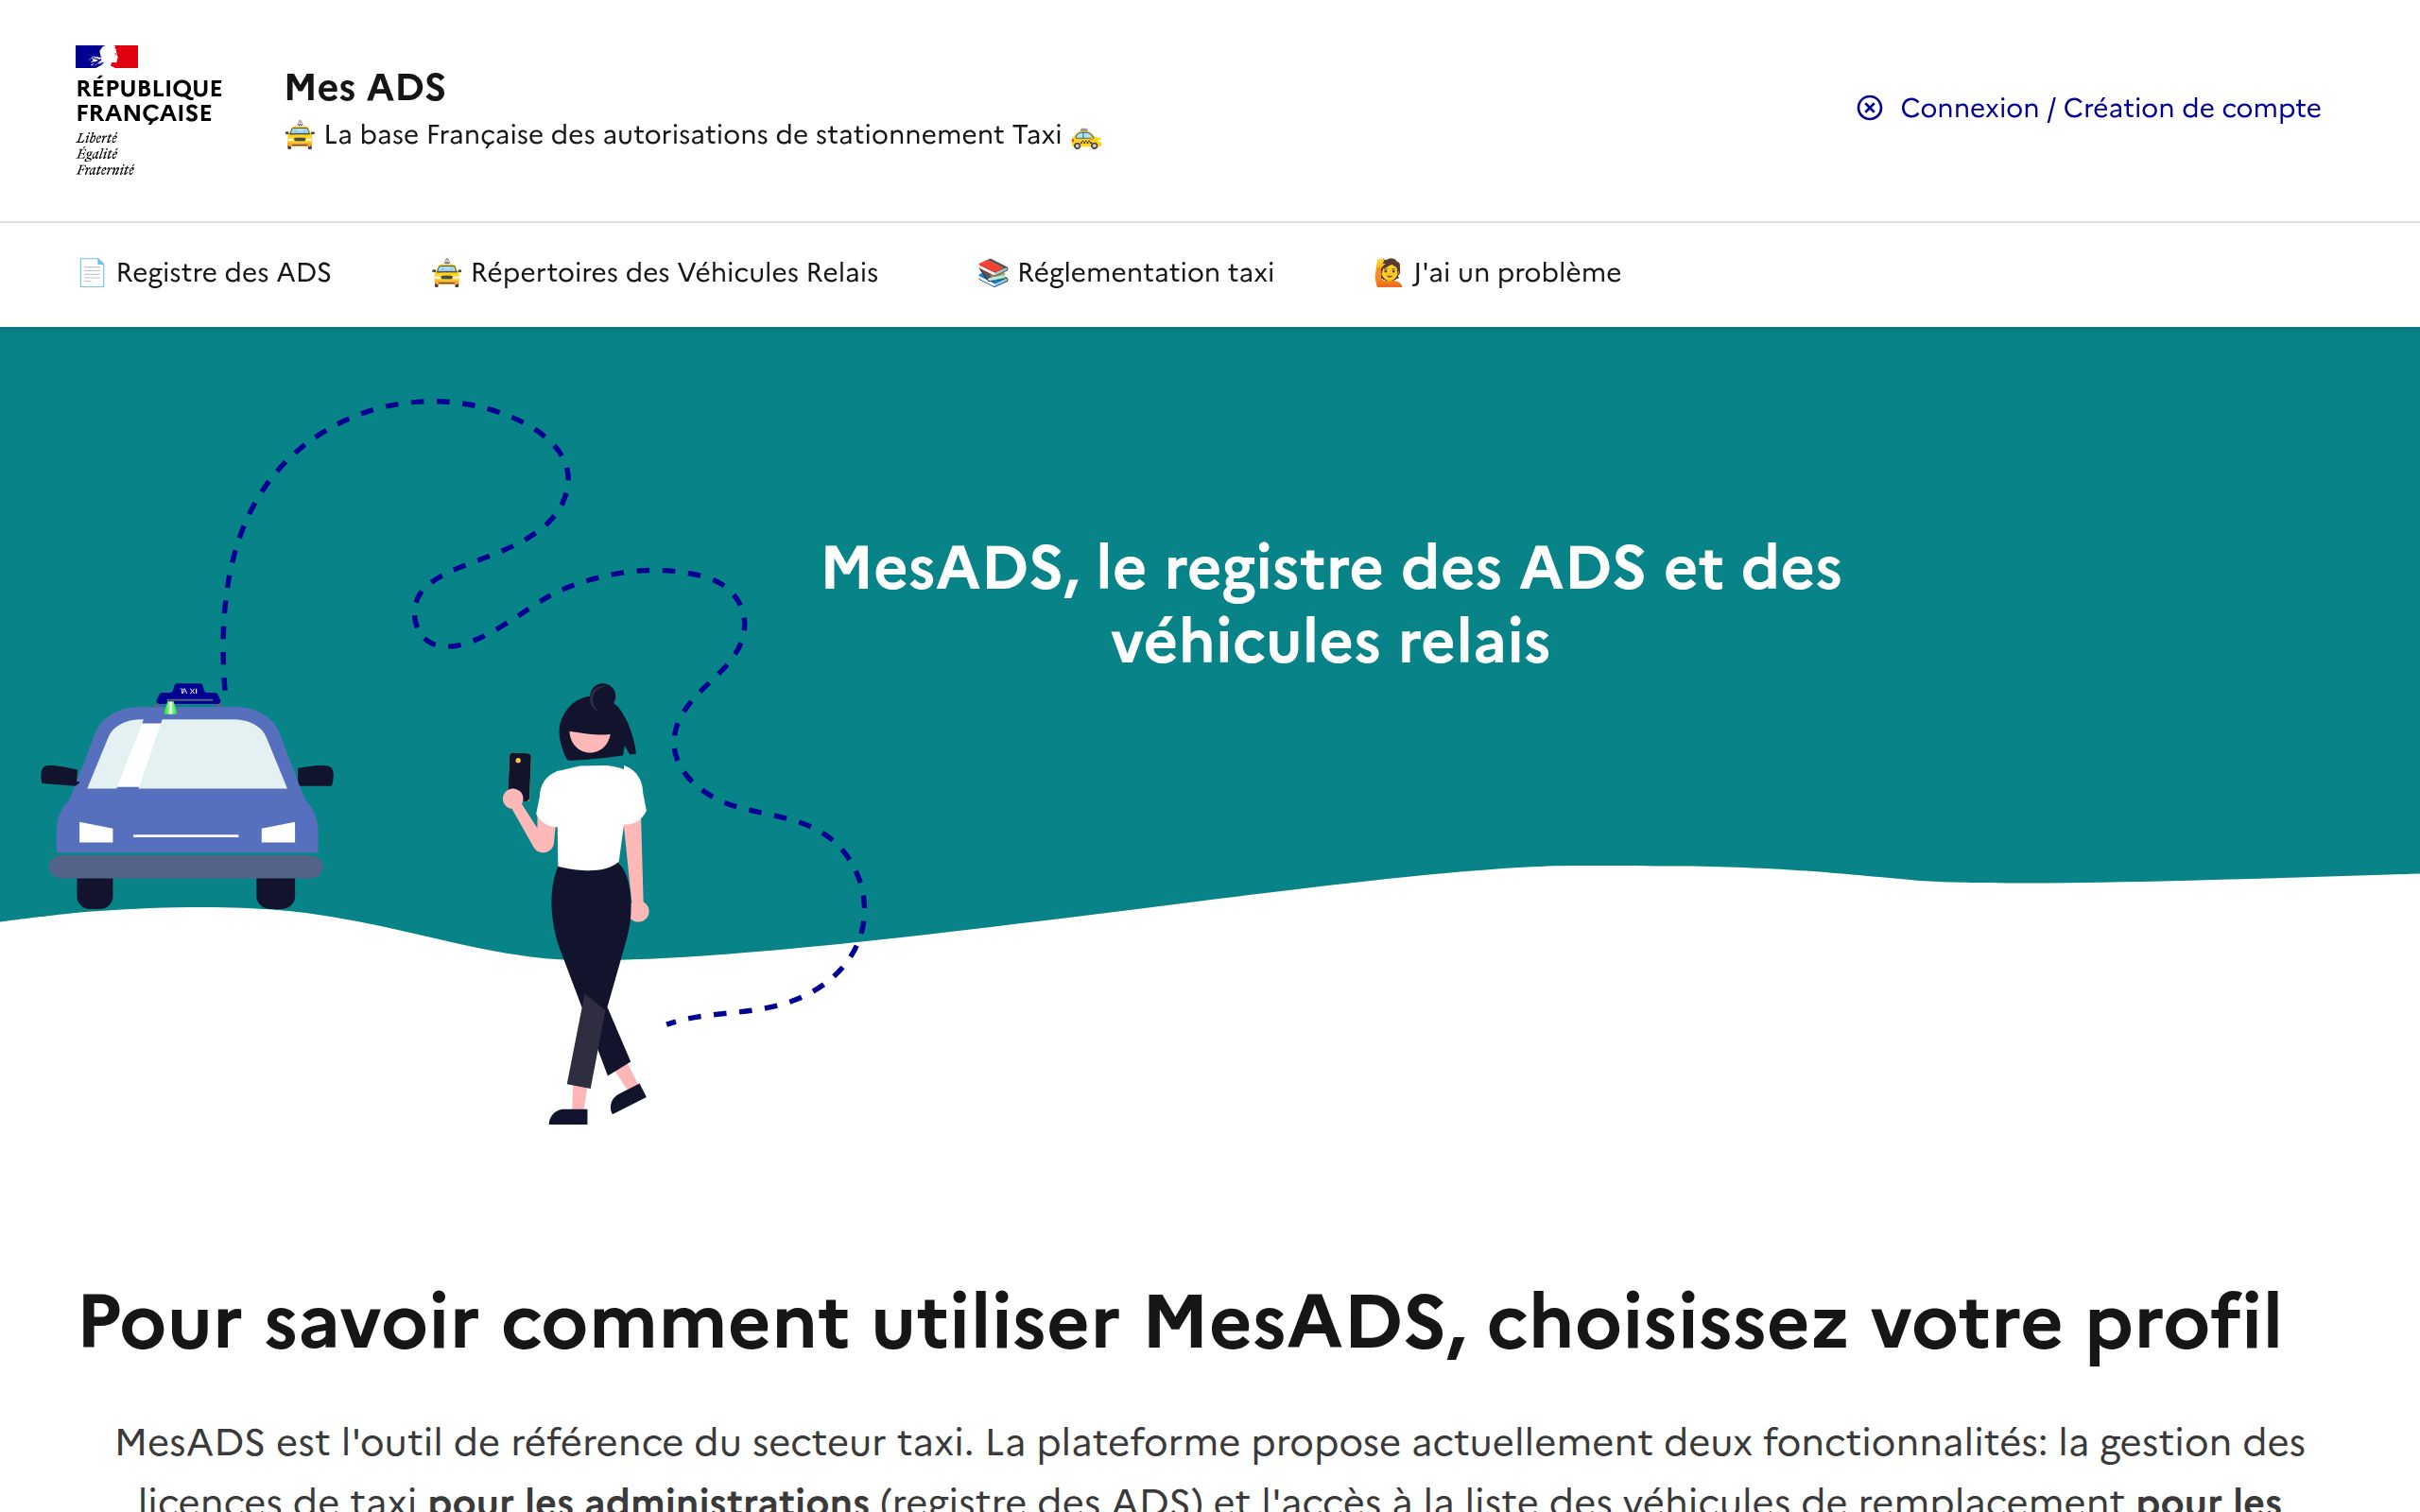 RÉPUBLIQUE
FRANÇAISE
Liberté
Égalité
Fraternité
Mes ADS
🚖 La base Française des autorisations de stationnement Taxi 🚕
Connexion / Création de compte
📄 Registre des ADS
🚖 Répertoires des Véhicules Relais
📚 Réglementation taxi
🙋 J'ai un problème
MesADS, le registre des ADS et des
véhicules relais
TAXI
Pour savoir comment utiliser MesADS, choisissez votre profil
MesADS est l'outil de référence du secteur taxi. La plateforme propose actuellement deux fonctionnalités: la gestion des
licences de taxi pour les administrations (registre des ADS) et l'accès à la liste des véhicules de remplacement pour les